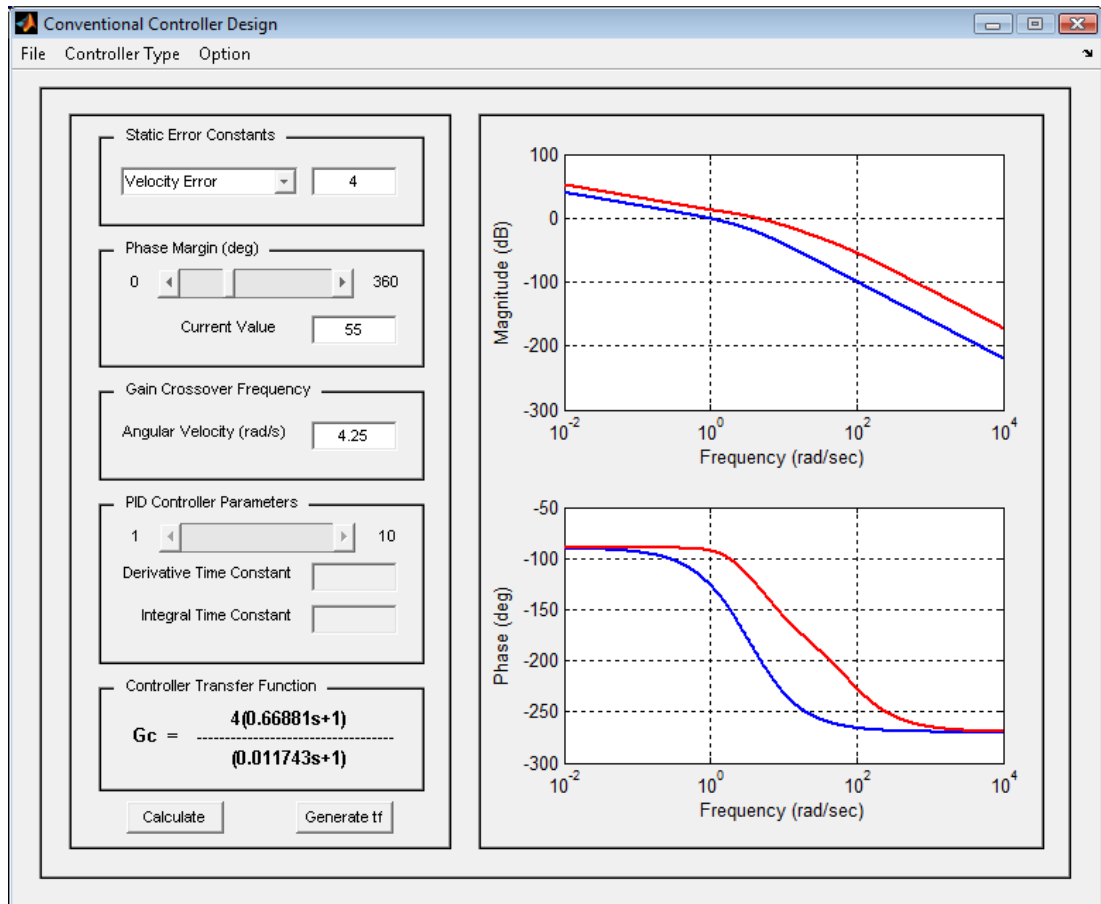 Conventional Controller Design
File Controller Type Option
Static Error Constants
Velocity Error 4
Phase Margin (deg)
0 360
Current Value 55
Gain Crossover Frequency
Angular Velocity (rad/s) 4.25
PID Controller Parameters
1 10
Derivative Time Constant
Integral Time Constant
Controller Transfer Function
4(0.66881s+1)
Gc = ---------------------------------
(0.011743s+1)
Calculate Generate tf
100
0
-100
-200
-300
Magnitude (dB)
10^-2 10^0 10^2 10^4
Frequency (rad/sec)
-50
-100
-150
-200
-250
-300
Phase (deg)
10^-2 10^0 10^2 10^4
Frequency (rad/sec)